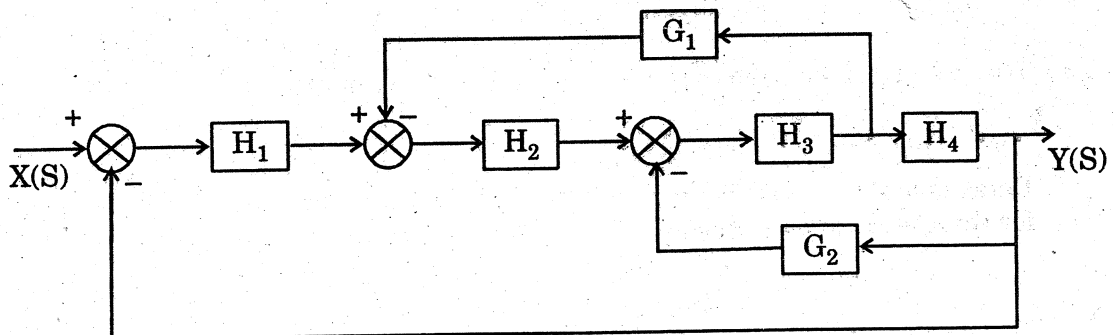 G₁
+ + − +
H₁ H₂ H₃ H₄
X(S) − − Y(S)
G₂